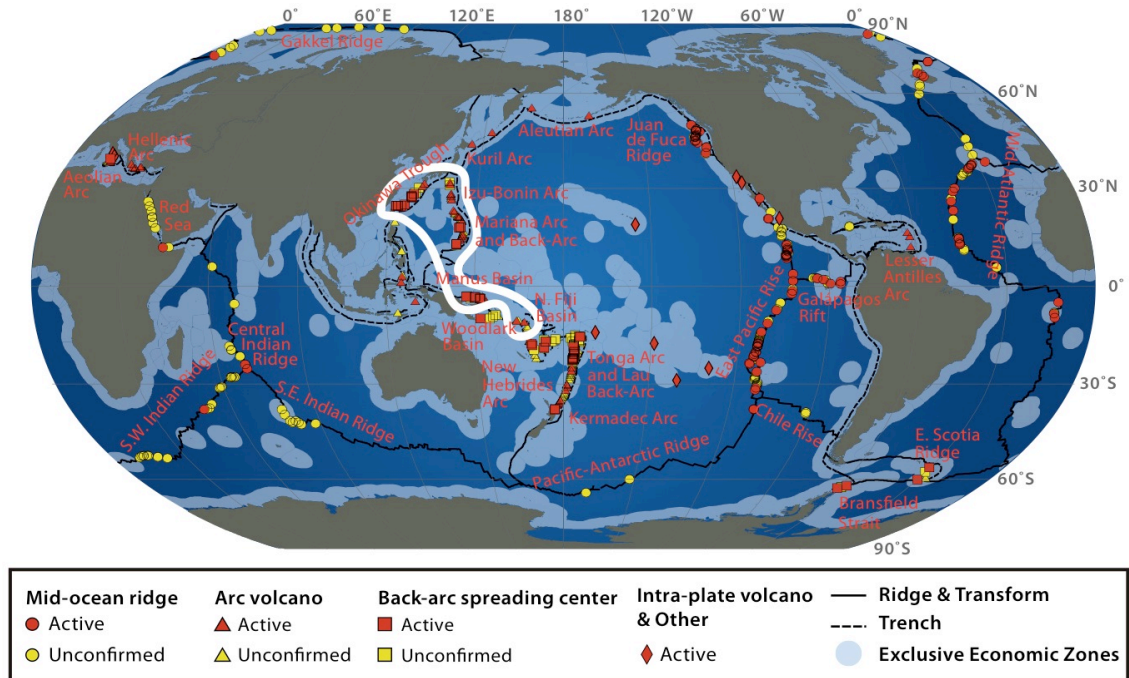 0° 60°E 120°E 180° 120°W 60°W 0° 90°N
Gakkel Ridge
60°N
Hellenic
Arc
Aeolian
Arc
Red
Sea
Aleutian Arc
Kuril Arc
Juan
de Fuca
Ridge
Okinawa Trough
Izu-Bonin Arc
Mariana Arc
and Back-Arc
30°N
Mid-Atlantic Ridge
Lesser
Antilles
Arc
Manus Basin
N. Fiji
Basin
Woodlark
Basin
Galápagos
Rift
0°
East Pacific Rise
Central
Indian
Ridge
S.W. Indian Ridge
S.E. Indian Ridge
New
Hebrides
Arc
Tonga Arc
and Lau
Back-Arc
Kermadec Arc
30°S
Chile Rise
Pacific-Antarctic Ridge
E. Scotia
Ridge
60°S
Bransfield
Strait
90°S
Mid-ocean ridge
Active
Unconfirmed
Arc volcano
Active
Unconfirmed
Back-arc spreading center
Active
Unconfirmed
Intra-plate volcano
& Other
Active
Ridge & Transform
Trench
Exclusive Economic Zones